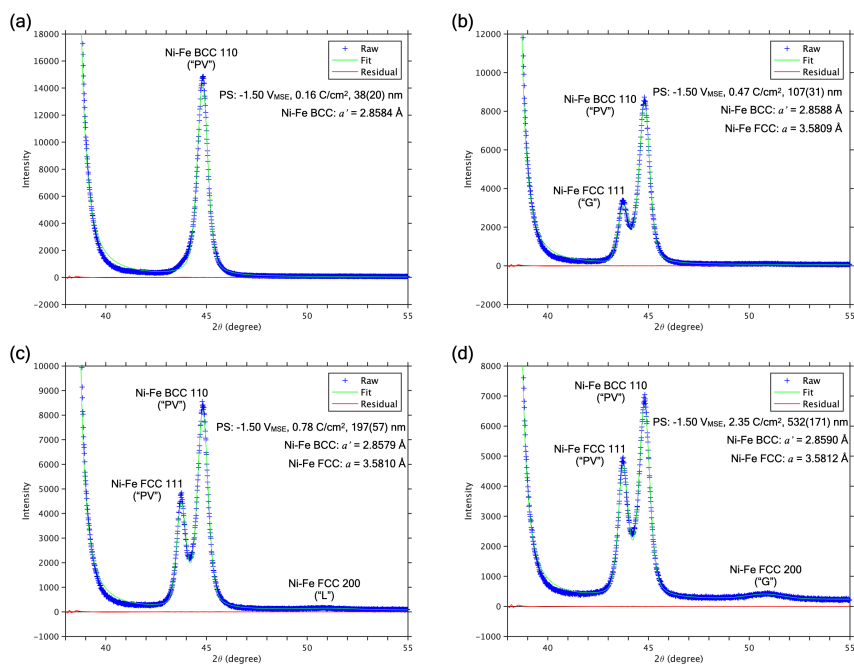 (a)
18000
16000
14000
12000
10000
8000
6000
4000
2000
0
−2000
Intensity
40
45
50
55
2θ (degree)
Ni-Fe BCC 110
("PV")
Raw
Fit
Residual
PS: -1.50 VMSE, 0.16 C/cm², 38(20) nm
Ni-Fe BCC: a' = 2.8584 Å
(b)
12000
10000
8000
6000
4000
2000
0
−2000
Intensity
40
45
50
55
2θ (degree)
Ni-Fe BCC 110
("PV")
Ni-Fe FCC 111
("G")
Raw
Fit
Residual
PS: -1.50 VMSE, 0.47 C/cm², 107(31) nm
Ni-Fe BCC: a' = 2.8588 Å
Ni-Fe FCC: a = 3.5809 Å
(c)
10000
9000
8000
7000
6000
5000
4000
3000
2000
1000
0
−1000
Intensity
40
45
50
55
2θ (degree)
Ni-Fe BCC 110
("PV")
Ni-Fe FCC 111
("PV")
Ni-Fe FCC 200
("L")
Raw
Fit
Residual
PS: -1.50 VMSE, 0.78 C/cm², 197(57) nm
Ni-Fe BCC: a' = 2.8579 Å
Ni-Fe FCC: a = 3.5810 Å
(d)
8000
7000
6000
5000
4000
3000
2000
1000
0
−1000
Intensity
40
45
50
55
2θ (degree)
Ni-Fe BCC 110
("PV")
Ni-Fe FCC 111
("PV")
Ni-Fe FCC 200
("G")
Raw
Fit
Residual
PS: -1.50 VMSE, 2.35 C/cm², 532(171) nm
Ni-Fe BCC: a' = 2.8590 Å
Ni-Fe FCC: a = 3.5812 Å